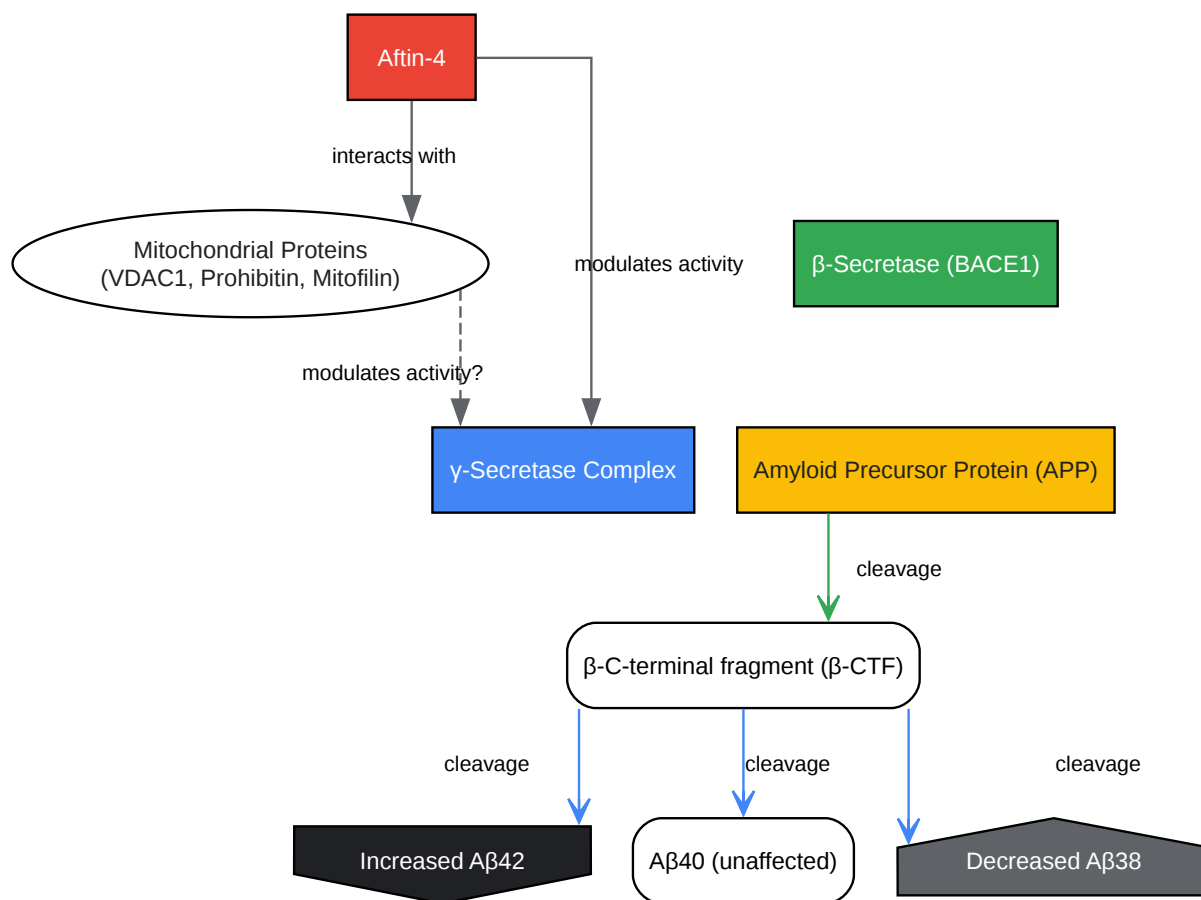 Aftin-4
interacts with
Mitochondrial Proteins
(VDAC1, Prohibitin, Mitofilin)
modulates activity
β-Secretase (BACE1)
modulates activity?
γ-Secretase Complex
Amyloid Precursor Protein (APP)
cleavage
β-C-terminal fragment (β-CTF)
cleavage
cleavage
cleavage
Increased Aβ42
Aβ40 (unaffected)
Decreased Aβ38